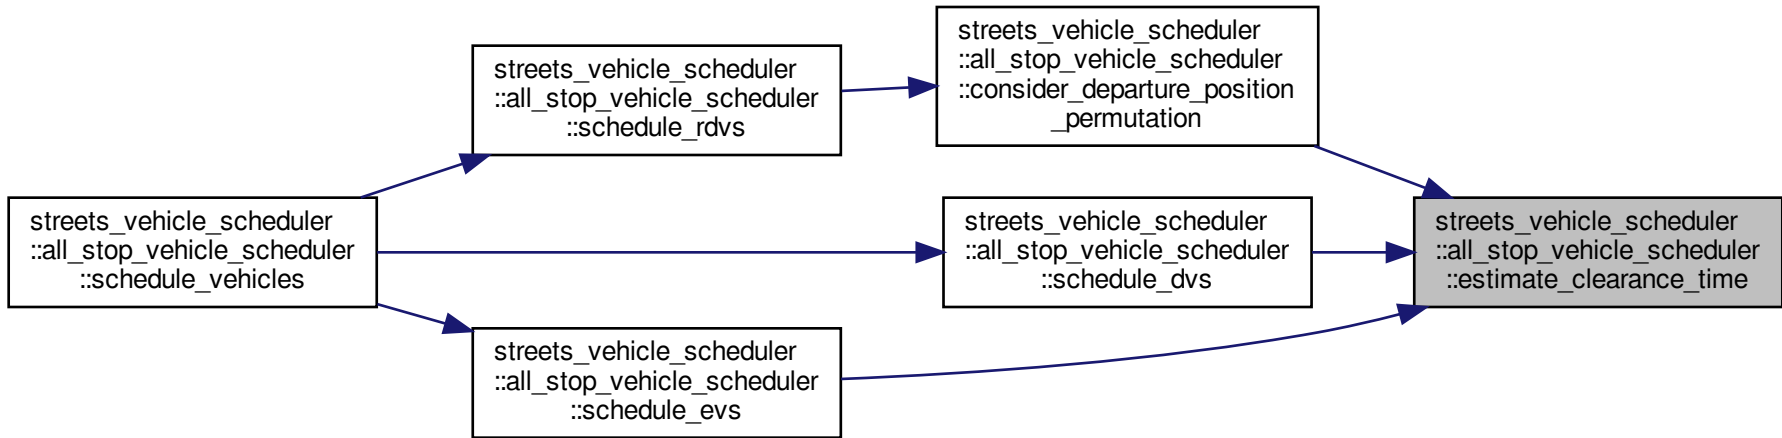 streets_vehicle_scheduler
::all_stop_vehicle_scheduler
::consider_departure_position
_permutation
streets_vehicle_scheduler
::all_stop_vehicle_scheduler
::schedule_rdvs
streets_vehicle_scheduler
::all_stop_vehicle_scheduler
::schedule_vehicles
streets_vehicle_scheduler
::all_stop_vehicle_scheduler
::schedule_dvs
streets_vehicle_scheduler
::all_stop_vehicle_scheduler
::estimate_clearance_time
streets_vehicle_scheduler
::all_stop_vehicle_scheduler
::schedule_evs